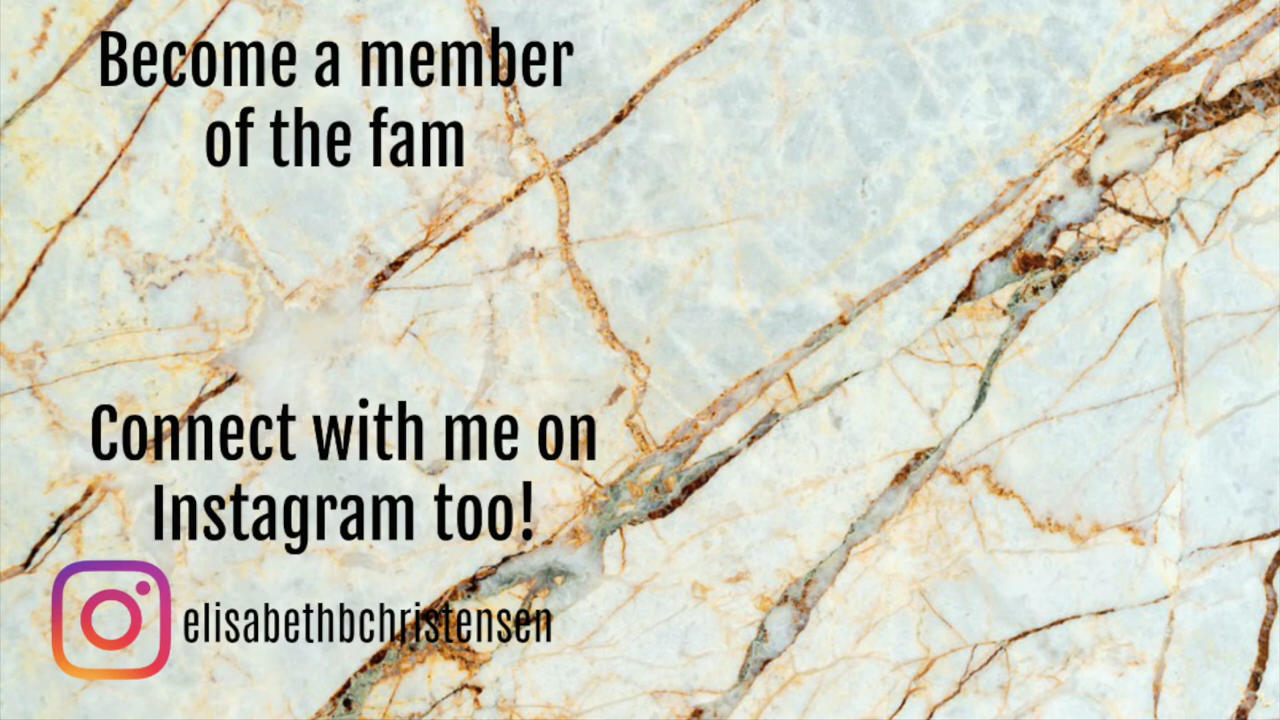 Become a member
of the fam
Connect with me on
Instagram too!
elisabethbchristensen